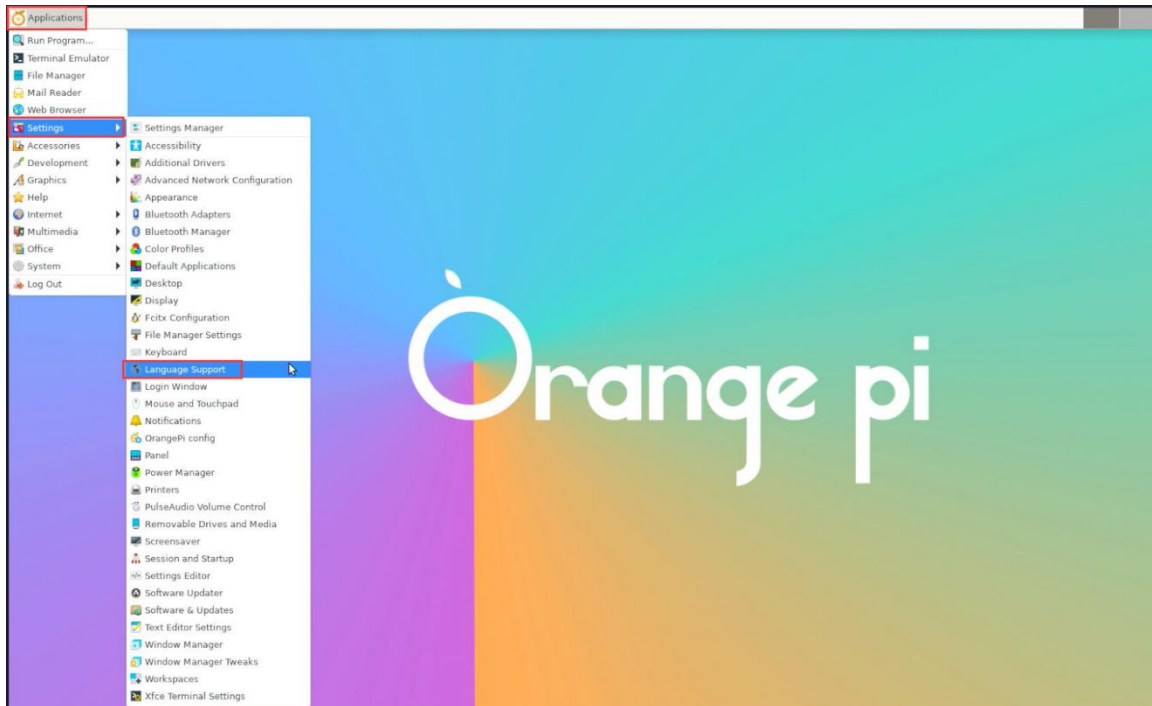 Applications
Run Program...
Terminal Emulator
File Manager
Mail Reader
Web Browser
Settings
Accessories
Development
Graphics
Help
Internet
Multimedia
Office
System
Log Out
Settings Manager
Accessibility
Additional Drivers
Advanced Network Configuration
Appearance
Bluetooth Adapters
Bluetooth Manager
Color Profiles
Default Applications
Desktop
Display
Fcitx Configuration
File Manager Settings
Keyboard
Language Support
Login Window
Mouse and Touchpad
Notifications
OrangePi config
Panel
Power Manager
Printers
PulseAudio Volume Control
Removable Drives and Media
Screensaver
Session and Startup
Settings Editor
Software Updater
Software & Updates
Text Editor Settings
Window Manager
Window Manager Tweaks
Workspaces
Xfce Terminal Settings
Orange pi